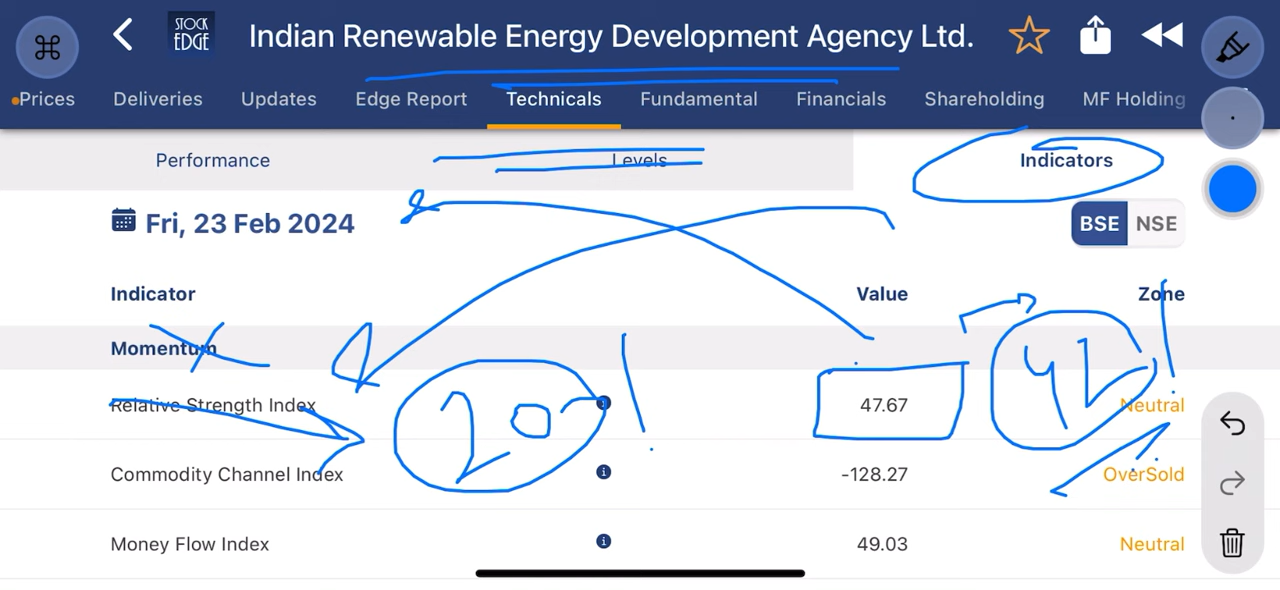 STOCK EDGE
Indian Renewable Energy Development Agency Ltd.
Prices Deliveries Updates Edge Report Technicals Fundamental Financials Shareholding MF Holding
Performance Levels Indicators
Fri, 23 Feb 2024 BSE NSE
Indicator Value Zone
Momentum
Relative Strength Index 47.67 Neutral
20 ! 42 !
Commodity Channel Index -128.27 OverSold
Money Flow Index 49.03 Neutral